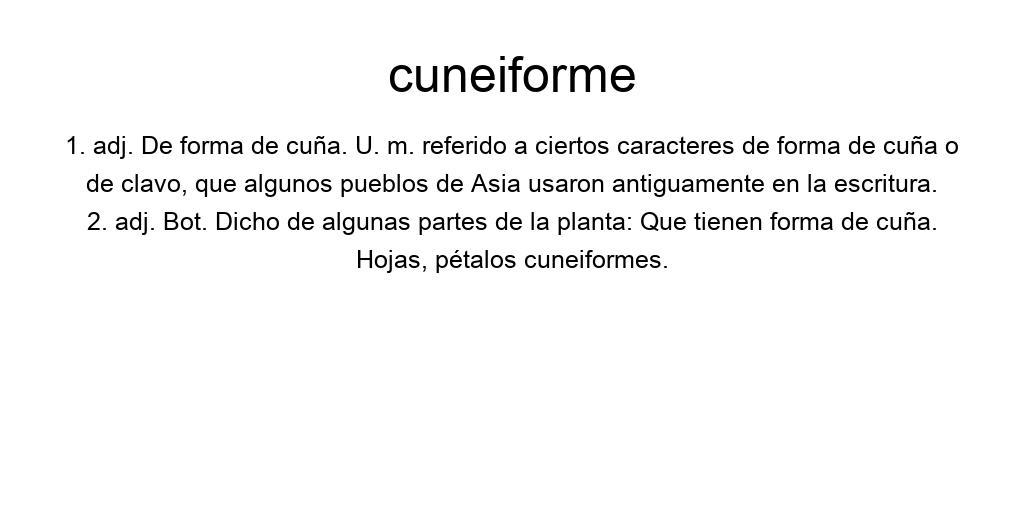 cuneiforme
1. adj. De forma de cuña. U. m. referido a ciertos caracteres de forma de cuña o
de clavo, que algunos pueblos de Asia usaron antiguamente en la escritura.
2. adj. Bot. Dicho de algunas partes de la planta: Que tienen forma de cuña.
Hojas, pétalos cuneiformes.